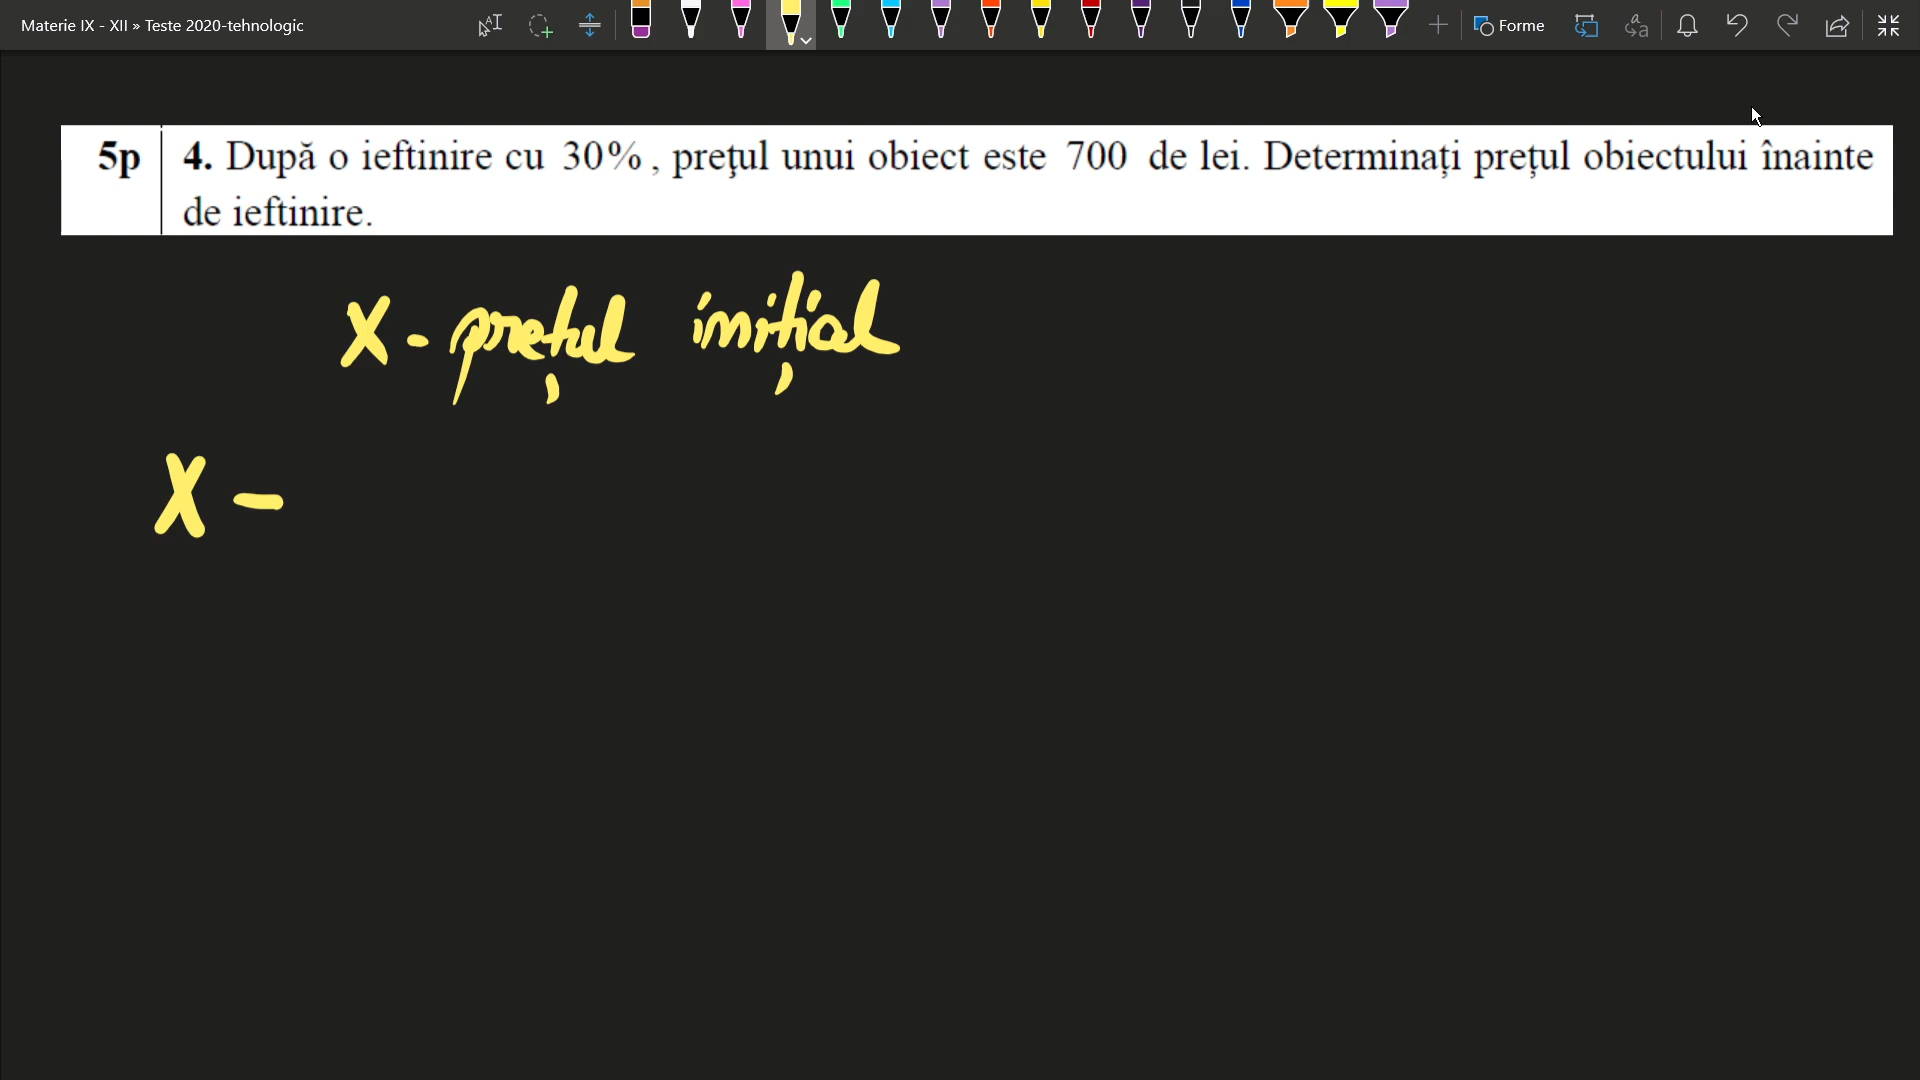 Materie IX - XII » Teste 2020-tehnologic
Forme
5p 4. După o ieftinire cu 30%, preţul unui obiect este 700 de lei. Determinați prețul obiectului înainte
de ieftinire.
x - prețul inițial
x -